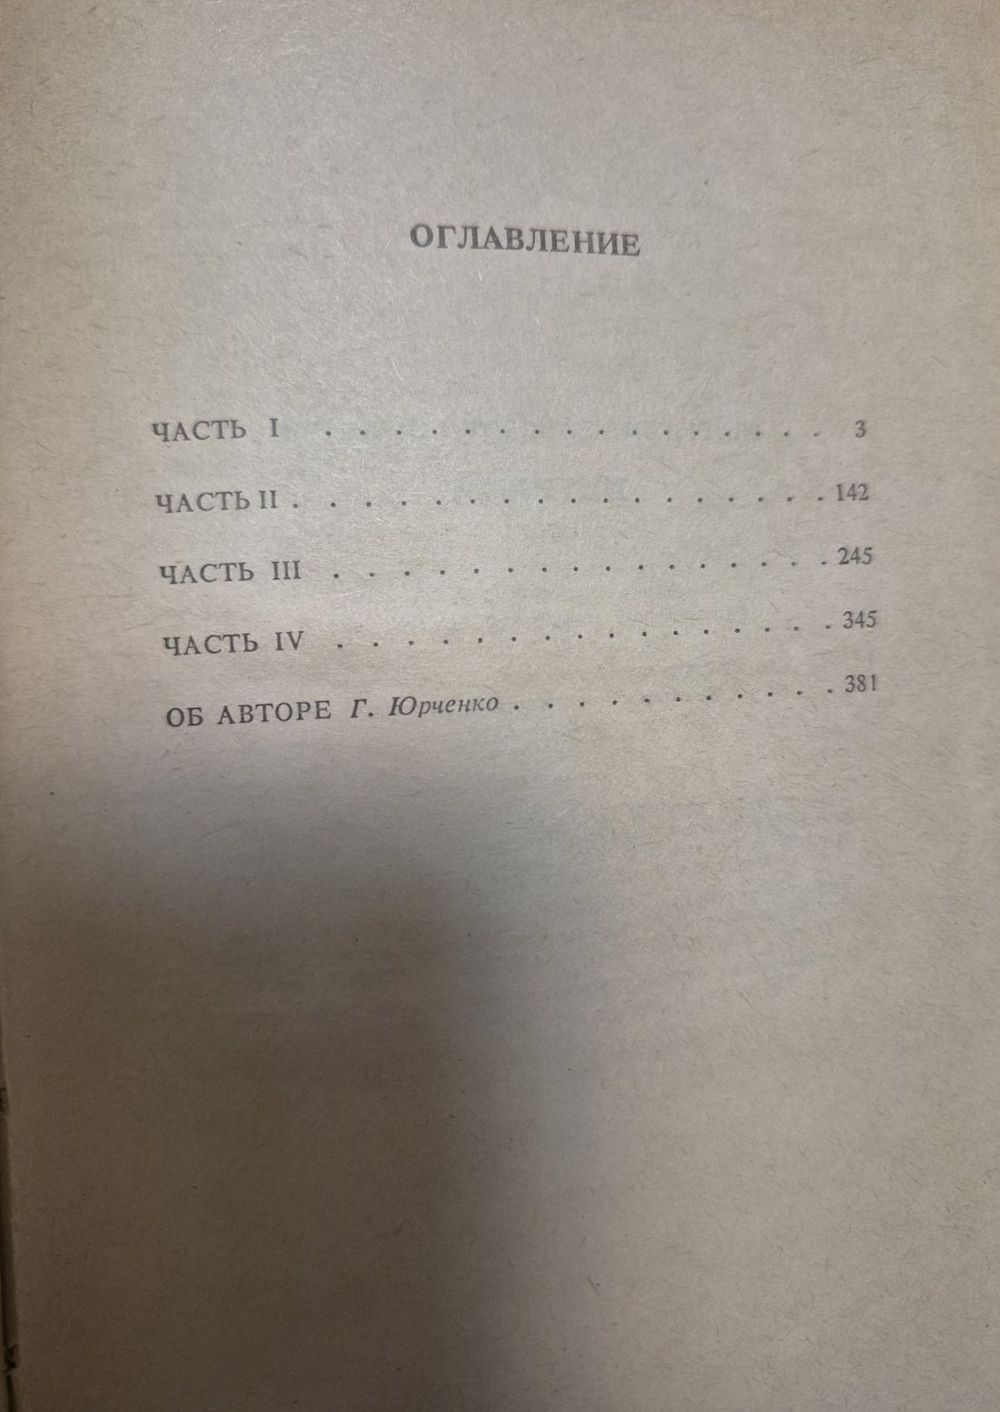 ОГЛАВЛЕНИЕ
ЧАСТЬ I . . . . . . . . . . . . . . . 3
ЧАСТЬ II . . . . . . . . . . . . . . . . 142
ЧАСТЬ III . . . . . . . . . . . . . . . 245
ЧАСТЬ IV . . . . . . . . . . . . . . . 345
ОБ АВТОРЕ Г. Юрченко . . . . . . . . . . 381